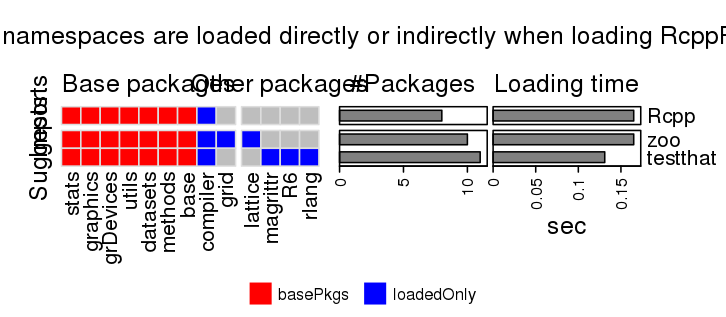 namespaces are loaded directly or indirectly when loading RcppR
Base packages Other packages #Packages Loading time
Imports
Suggests
Rcpp
zoo
testthat
stats
graphics
grDevices
utils
datasets
methods
base
compiler
grid
lattice
magrittr
R6
rlang
0 5 10
0 0.05 0.1 0.15
sec
basePkgs loadedOnly